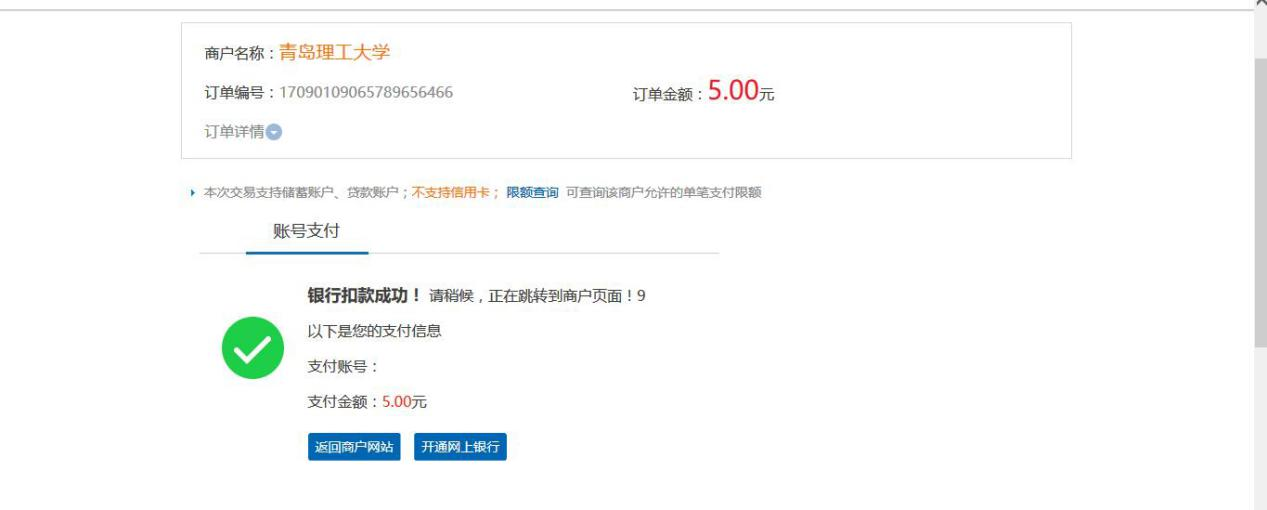 商户名称：青岛理工大学
订单编号：17090109065789656466 订单金额：5.00元
订单详情
本次交易支持储蓄账户、贷款账户；不支持信用卡； 限额查询 可查询该商户允许的单笔支付限额
账号支付
银行扣款成功！ 请稍候，正在跳转到商户页面！9
以下是您的支付信息
支付账号：
支付金额：5.00元
返回商户网站 开通网上银行